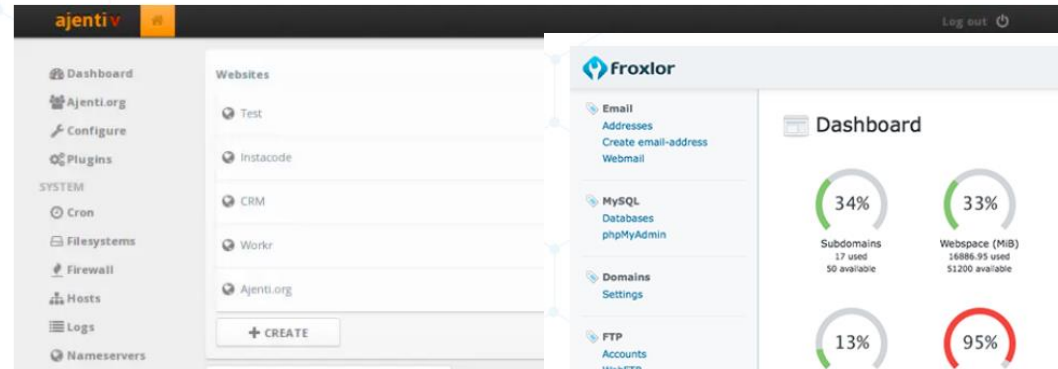 ajenti v
Log out
Dashboard
Ajenti.org
Configure
Plugins
SYSTEM
Cron
Filesystems
Firewall
Hosts
Logs
Nameservers
Websites
Test
Instacode
CRM
Workr
Ajenti.org
+ CREATE
froxlor
Email
Addresses
Create email-address
Webmail
MySQL
Databases
phpMyAdmin
Domains
Settings
FTP
Accounts
WebFTP
Dashboard
34%
Subdomains
17 used
50 available
33%
Webspace (MiB)
16886.95 used
51200 available
13%
95%